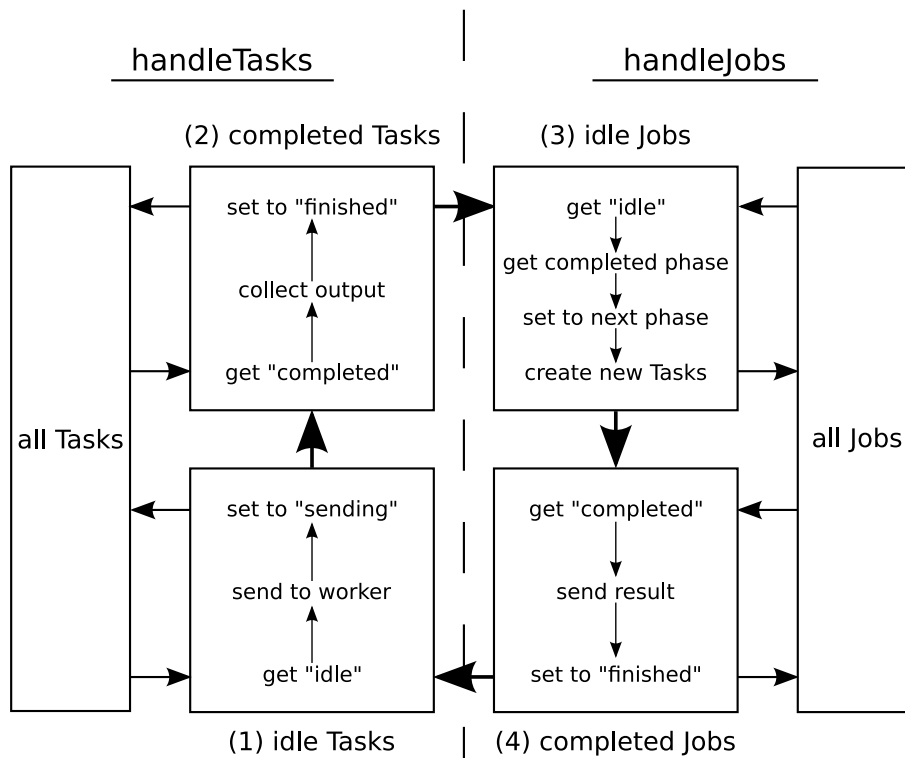 handleTasks
handleJobs
(2) completed Tasks
(3) idle Jobs
set to "finished"
collect output
get "completed"
get "idle"
get completed phase
set to next phase
create new Tasks
all Tasks
all Jobs
set to "sending"
send to worker
get "idle"
get "completed"
send result
set to "finished"
(1) idle Tasks
(4) completed Jobs